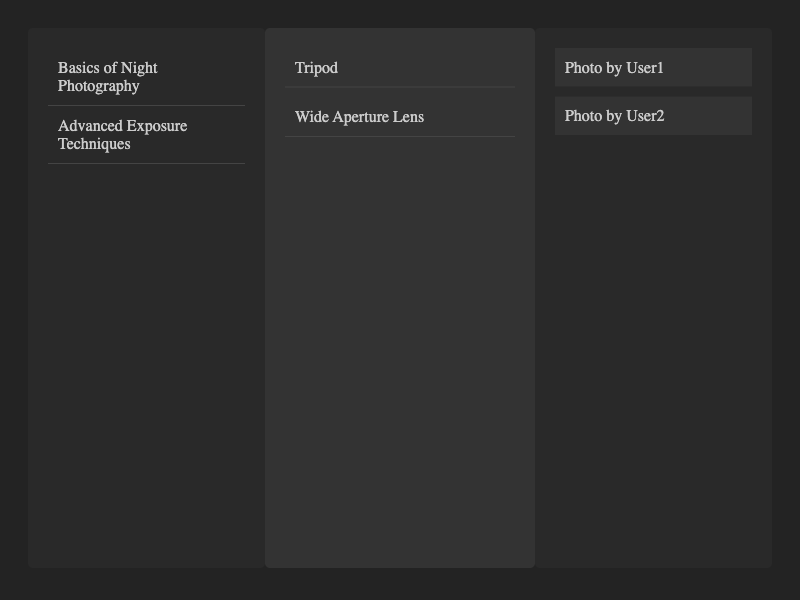 Basics of Night
Photography
Advanced Exposure
Techniques
Tripod
Wide Aperture Lens
Photo by User1
Photo by User2